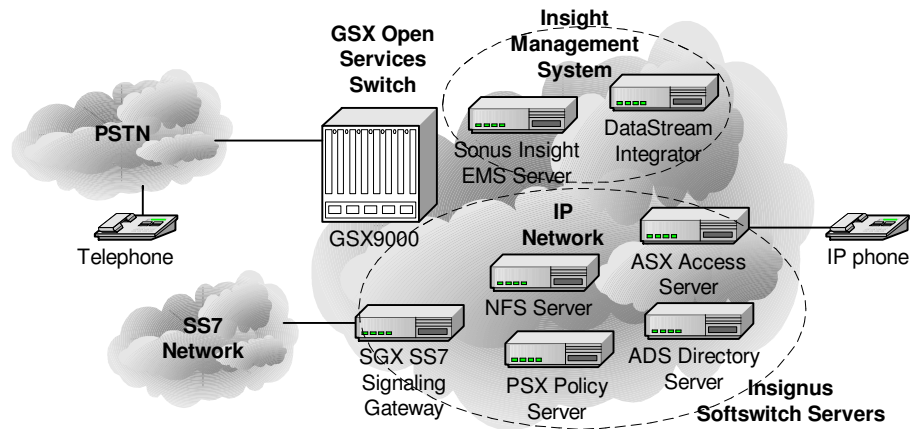 GSX Open
Services
Switch
Insight
Management
System
PSTN
Sonus Insight
EMS Server
DataStream
Integrator
Telephone
GSX9000
IP
Network
ASX Access
Server
IP phone
NFS Server
SS7
Network
SGX SS7
Signaling
Gateway
PSX Policy
Server
ADS Directory
Server
Insignus
Softswitch Servers